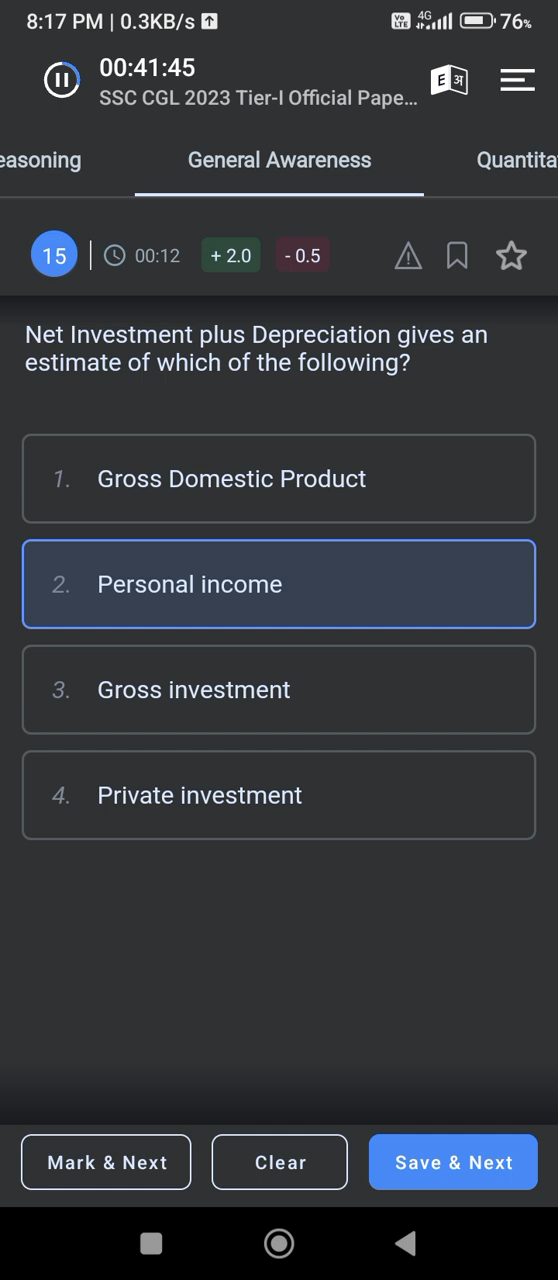 8:17 PM | 0.3KB/s
Vo LTE 4G 76%
00:41:45
SSC CGL 2023 Tier-I Official Pape...
E अ
easoning General Awareness Quantita
15 00:12 + 2.0 - 0.5
Net Investment plus Depreciation gives an
estimate of which of the following?
1. Gross Domestic Product
2. Personal income
3. Gross investment
4. Private investment
Mark & Next Clear Save & Next